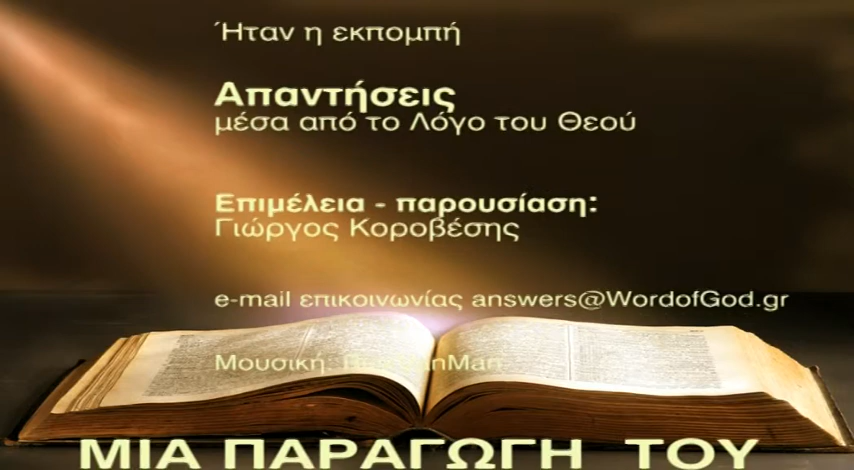 Ήταν η εκπομπή
Απαντήσεις
μέσα από το Λόγο του Θεού
Επιμέλεια - παρουσίαση:
Γιώργος Κοροβέσης
e-mail επικοινωνίας answers@WordofGod.gr
Μουσική:
ΜΙΑ ΠΑΡΑΓΩΓΗ ΤΟΥ